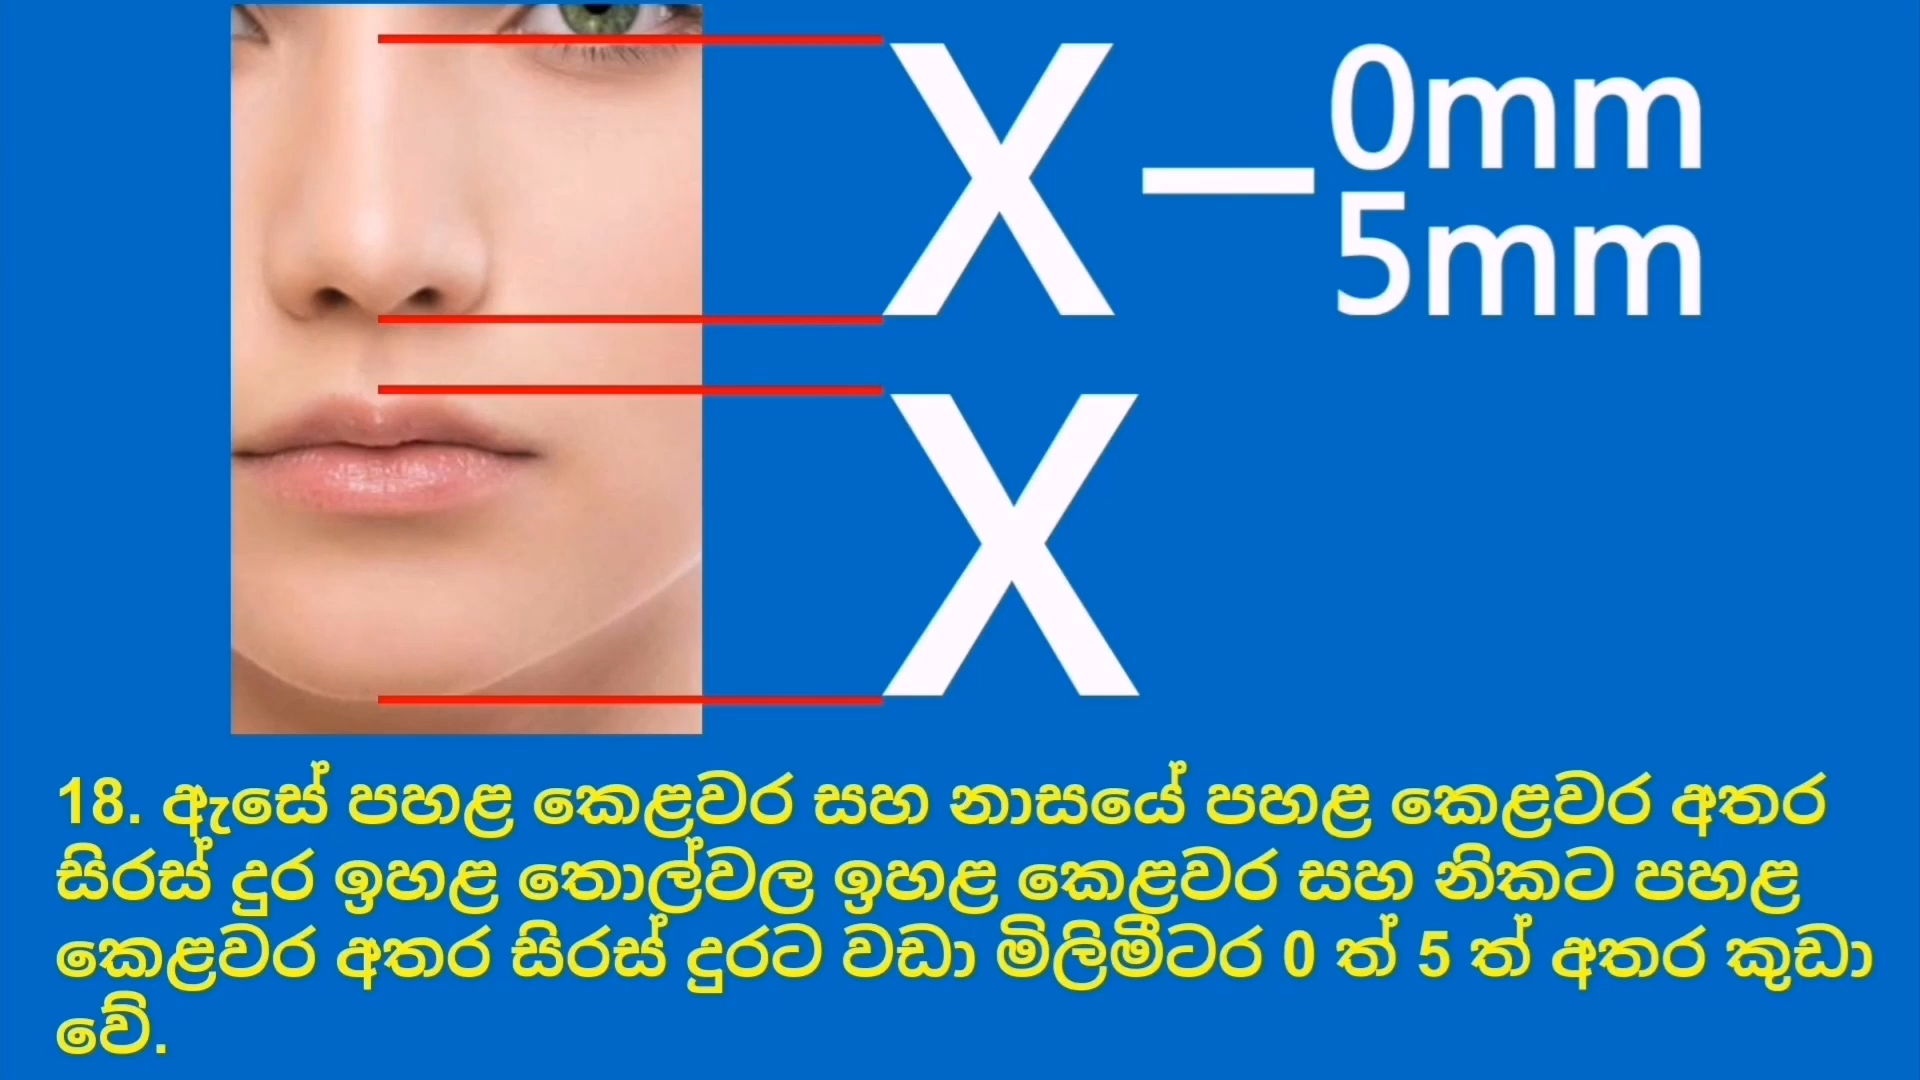 X – 0mm
5mm
X
18. ඇසේ පහළ කෙළවර සහ නාසයේ පහළ කෙළවර අතර
සිරස් දුර ඉහළ තොල්වල ඉහළ කෙළවර සහ නිකට පහළ
කෙළවර අතර සිරස් දුරට වඩා මිලිමීටර 0 ත් 5 ත් අතර කුඩා
වේ.